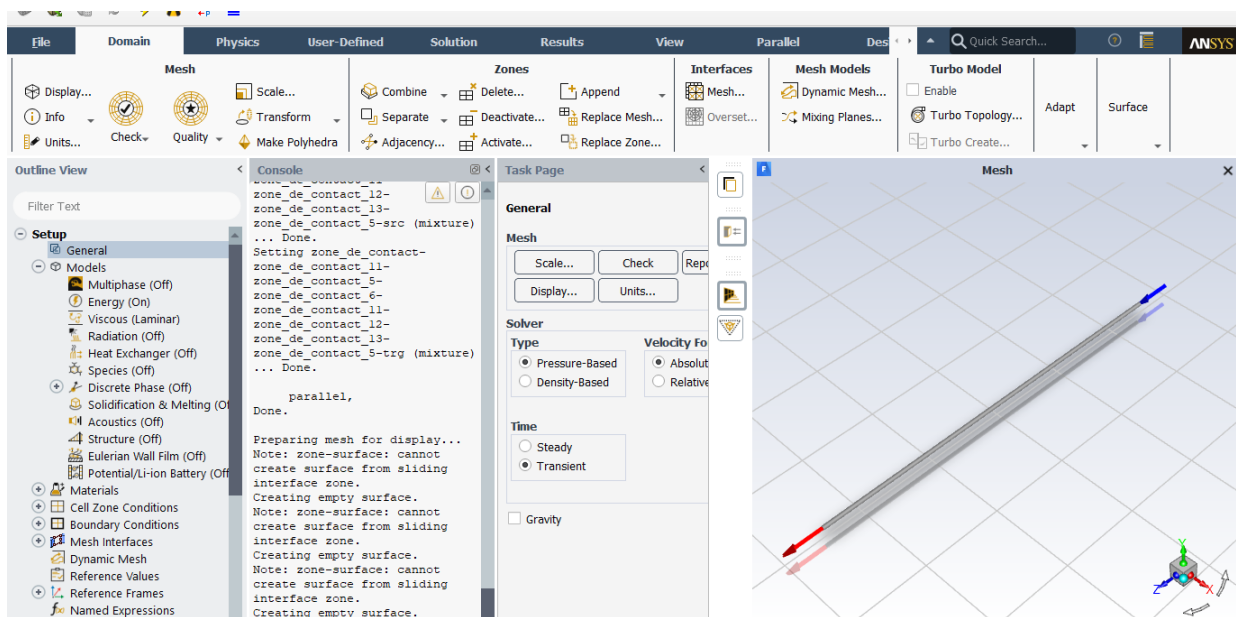 File Domain Physics User-Defined Solution Results View Parallel Des Quick Search... ANSYS
Mesh
Display...
Info
Units...
Check
Quality
Scale...
Transform
Make Polyhedra
Zones
Combine
Separate
Adjacency...
Delete...
Deactivate...
Activate...
Append
Replace Mesh...
Replace Zone...
Interfaces
Mesh...
Overset...
Mesh Models
Dynamic Mesh...
Mixing Planes...
Turbo Model
Enable
Turbo Topology...
Turbo Create...
Adapt
Surface
Outline View
Filter Text
Setup
General
Models
Multiphase (Off)
Energy (On)
Viscous (Laminar)
Radiation (Off)
Heat Exchanger (Off)
Species (Off)
Discrete Phase (Off)
Solidification & Melting (Of
Acoustics (Off)
Structure (Off)
Eulerian Wall Film (Off)
Potential/Li-ion Battery (Off
Materials
Cell Zone Conditions
Boundary Conditions
Mesh Interfaces
Dynamic Mesh
Reference Values
Reference Frames
fx Named Expressions
Console
zone_de_contact_11-
zone_de_contact_12-
zone_de_contact_13-
zone_de_contact_5-src (mixture)
... Done.
Setting zone_de_contact-
zone_de_contact_11-
zone_de_contact_5-
zone_de_contact_6-
zone_de_contact_11-
zone_de_contact_12-
zone_de_contact_13-
zone_de_contact_5-trg (mixture)
... Done.
parallel,
Done.
Preparing mesh for display...
Note: zone-surface: cannot
create surface from sliding
interface zone.
Creating empty surface.
Note: zone-surface: cannot
create surface from sliding
interface zone.
Creating empty surface.
Note: zone-surface: cannot
create surface from sliding
interface zone.
Creating empty surface.
Task Page
General
Mesh
Scale... Check Repo
Display... Units...
Solver
Type
Pressure-Based
Density-Based
Velocity Fo
Absolut
Relative
Time
Steady
Transient
Gravity
Mesh
Y
Z X